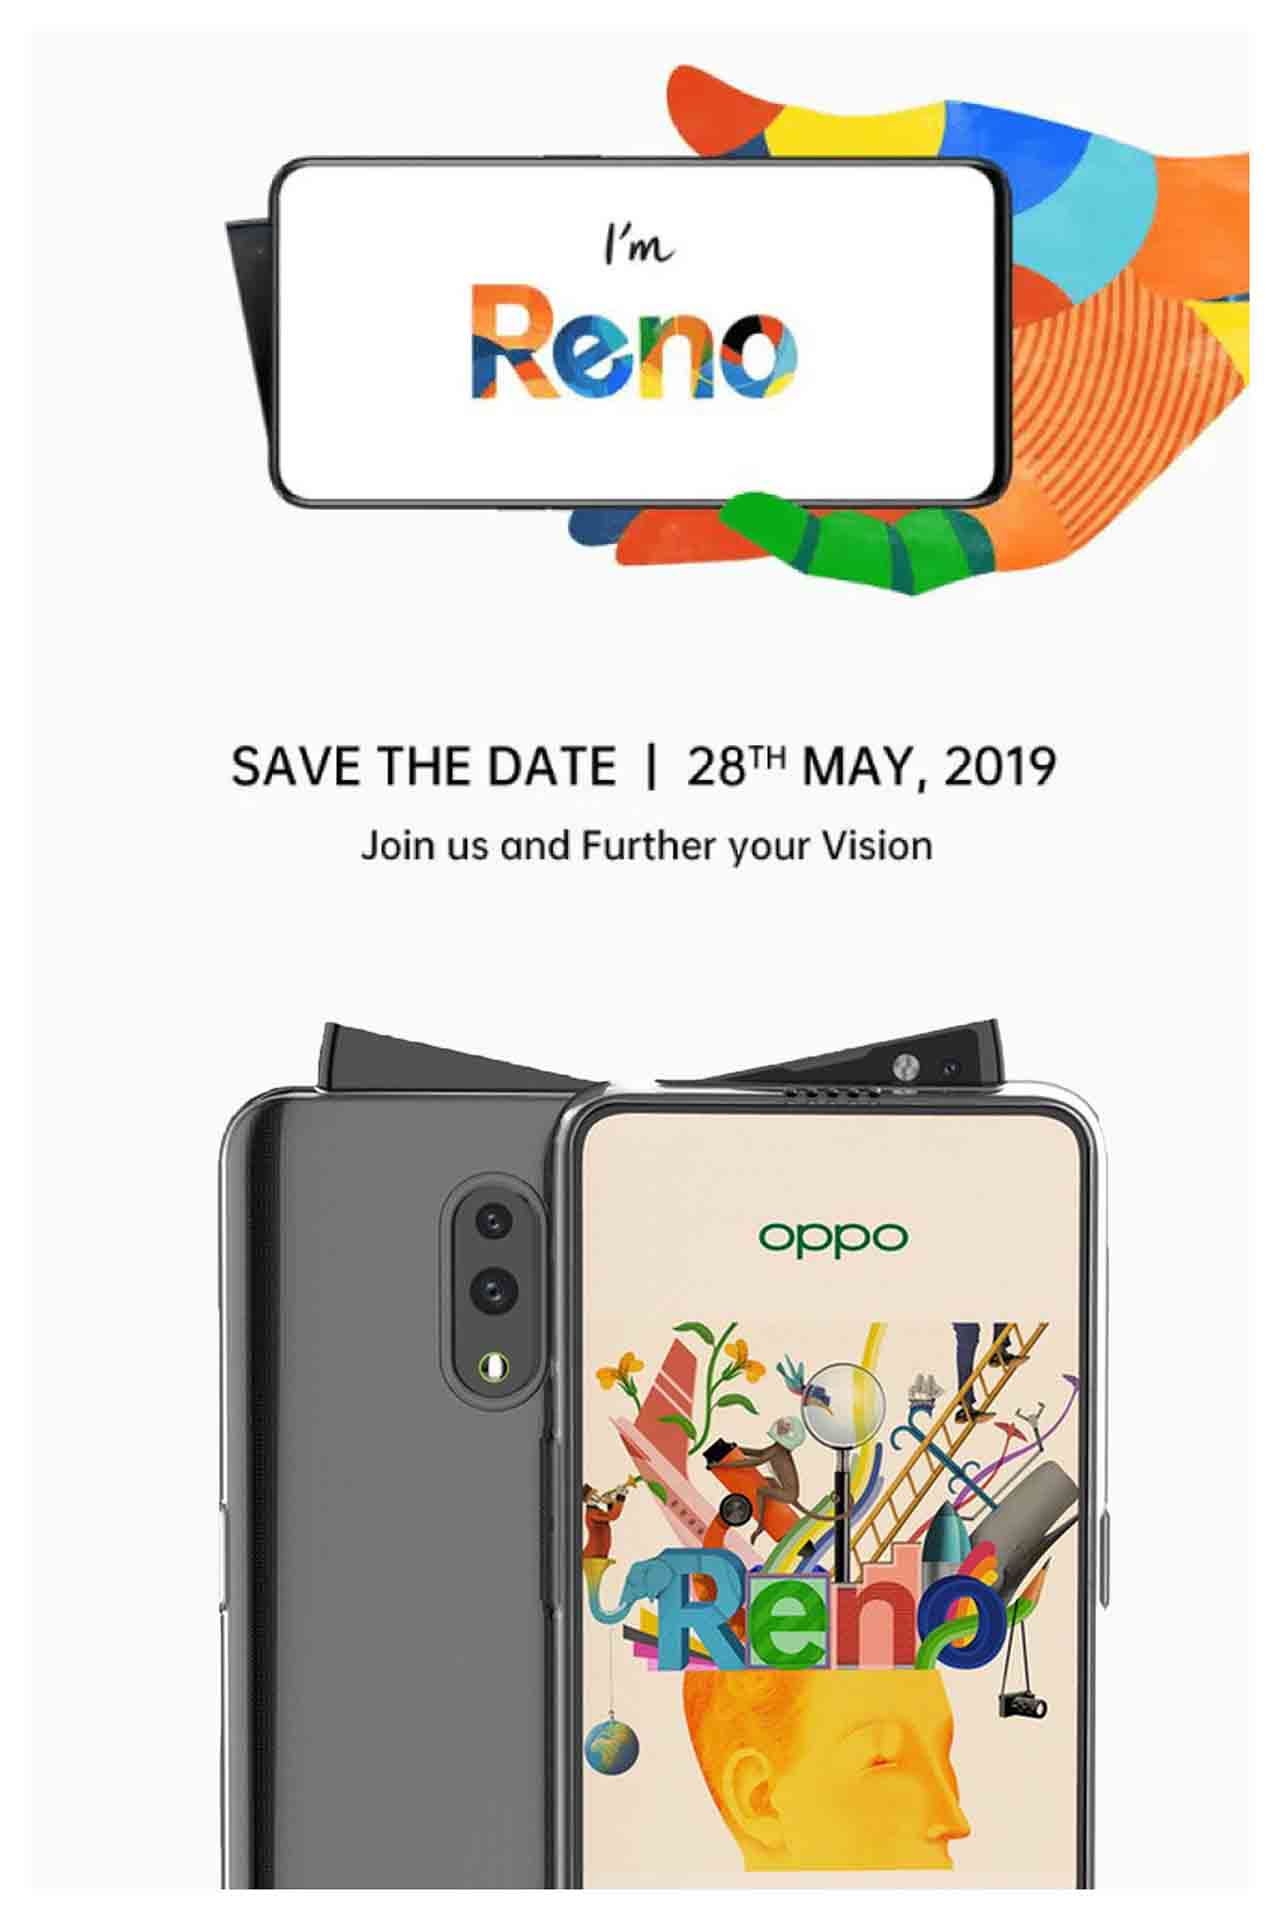 I'm
Reno
SAVE THE DATE | 28TH MAY, 2019
Join us and Further your Vision
oppo
Reno